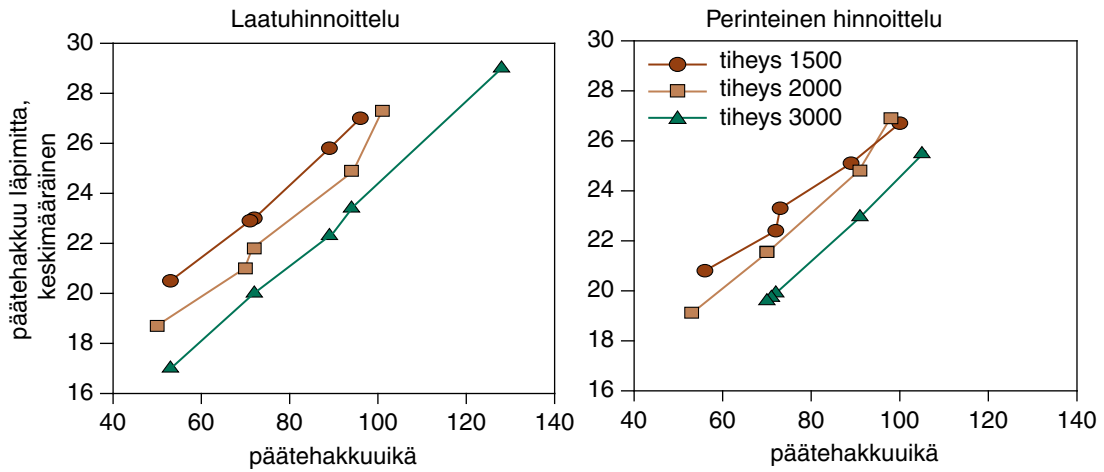 Laatuhinnoittelu
Perinteinen hinnoittelu
päätehakkuu läpimitta,
keskimääräinen
30
28
26
24
22
20
18
16
40 60 80 100 120 140
päätehakkuuikä
tiheys 1500
tiheys 2000
tiheys 3000
30
28
26
24
22
20
18
16
40 60 80 100 120 140
päätehakkuuikä